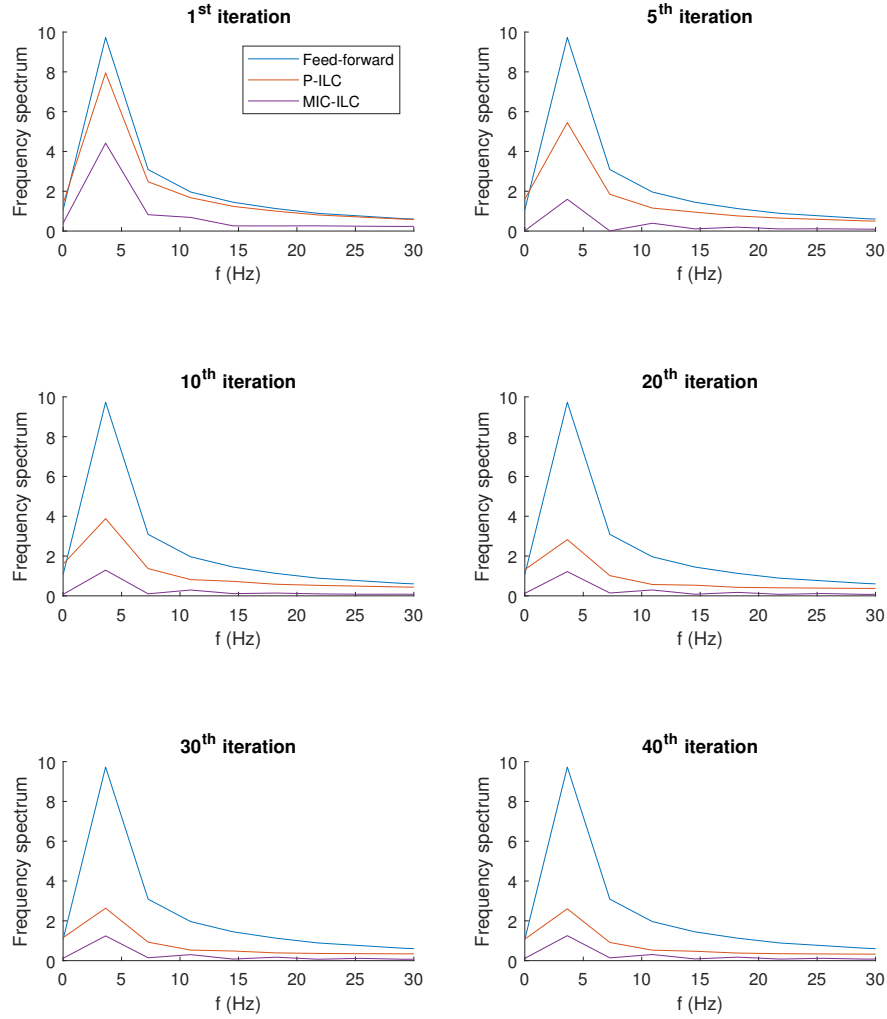 1st iteration
Frequency spectrum
10
8
6
4
2
0
Feed-forward
P-ILC
MIC-ILC
0 5 10 15 20 25 30
f (Hz)
5th iteration
Frequency spectrum
10
8
6
4
2
0
0 5 10 15 20 25 30
f (Hz)
10th iteration
Frequency spectrum
10
8
6
4
2
0
0 5 10 15 20 25 30
f (Hz)
20th iteration
Frequency spectrum
10
8
6
4
2
0
0 5 10 15 20 25 30
f (Hz)
30th iteration
Frequency spectrum
10
8
6
4
2
0
0 5 10 15 20 25 30
f (Hz)
40th iteration
Frequency spectrum
10
8
6
4
2
0
0 5 10 15 20 25 30
f (Hz)